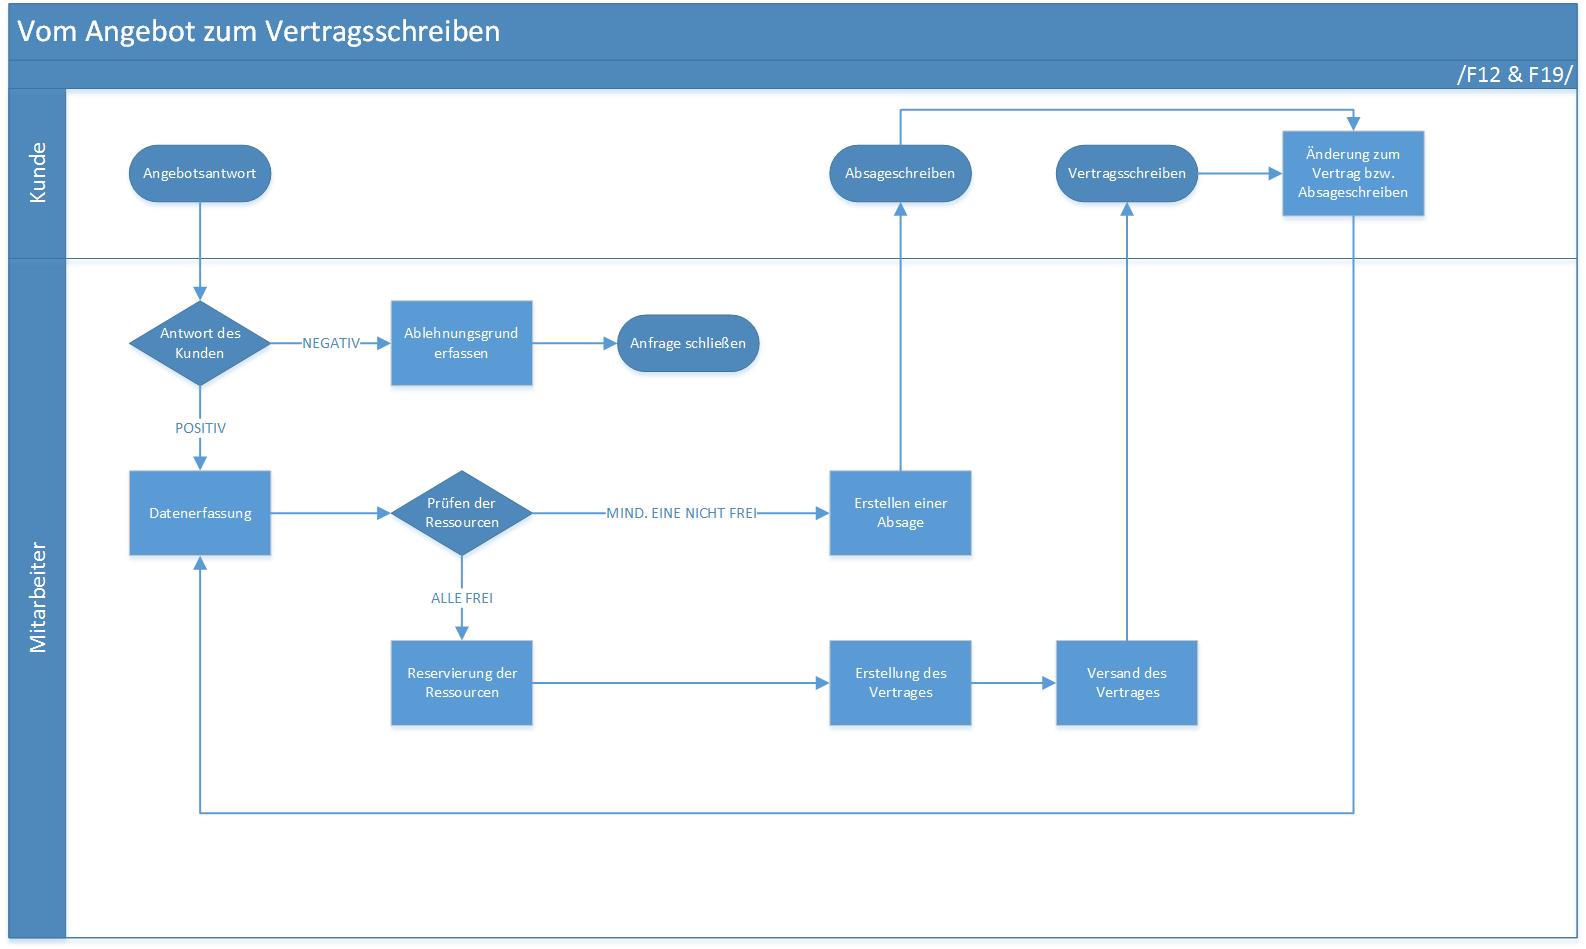 Vom Angebot zum Vertragsschreiben
/F12 & F19/
Kunde
Angebotsantwort
Absageschreiben
Vertragsschreiben
Änderung zum
Vertrag bzw.
Absageschreiben
Mitarbeiter
Antwort des
Kunden
NEGATIV
Ablehnungsgrund
erfassen
Anfrage schließen
POSITIV
Datenerfassung
Prüfen der
Ressourcen
MIND. EINE NICHT FREI
Erstellen einer
Absage
ALLE FREI
Reservierung der
Ressourcen
Erstellung des
Vertrages
Versand des
Vertrages